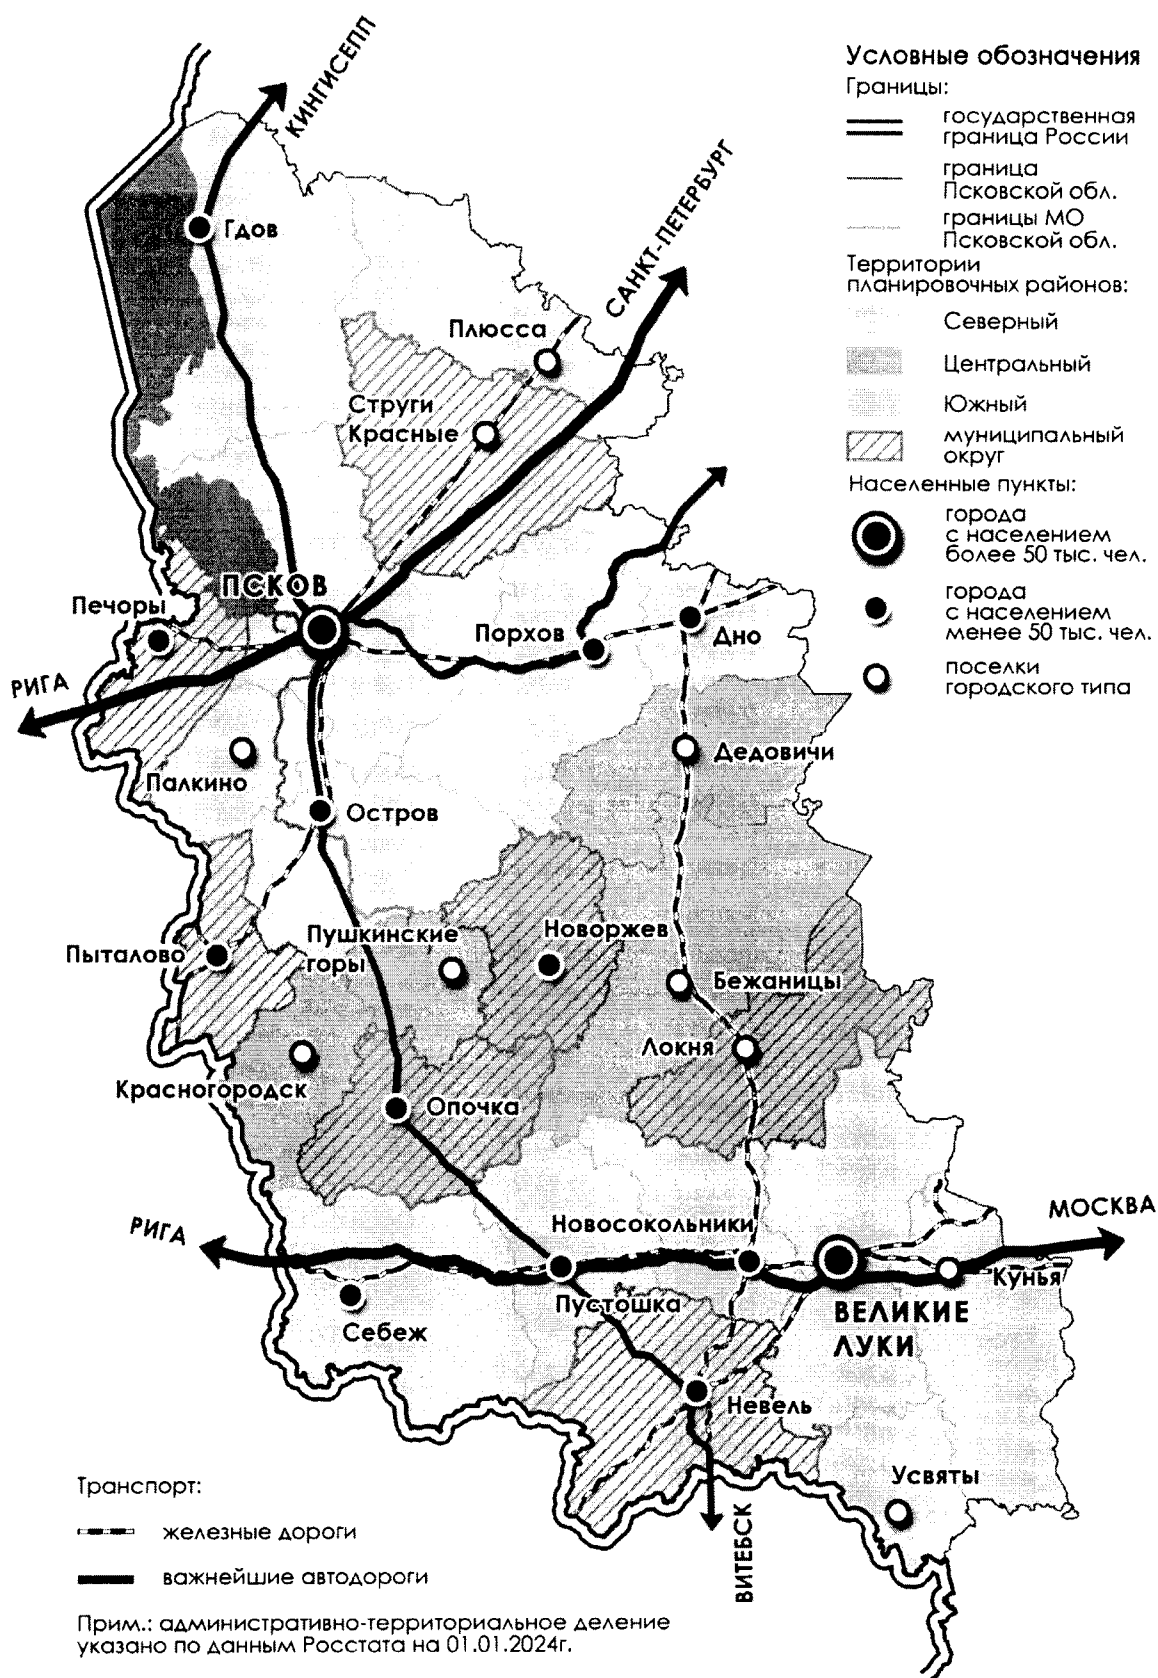 КИНГИСЕПП
САНКТ-ПЕТЕРБУРГ
Условные обозначения
Границы:
государственная
граница России
граница
Псковской обл.
границы МО
Псковской обл.
Территории
планировочных районов:
Северный
Центральный
Южный
муниципальный
округ
Населенные пункты:
города
с населением
более 50 тыс. чел.
города
с населением
менее 50 тыс. чел.
поселки
городского типа
Гдов
Плюсса
Струги
Красные
ПСКОВ
Печоры
Порхов
Дно
РИГА
Палкино
Дедовичи
Остров
Пушкинские
горы
Новоржев
Пыталово
Бежаницы
Локня
Красногородск
Опочка
РИГА
Новосокольники
МОСКВА
Пустошка
Кунья
Себеж
ВЕЛИКИЕ
ЛУКИ
Невель
Усвяты
ВИТЕБСК
Транспорт:
железные дороги
важнейшие автодороги
Прим.: административно-территориальное деление
указано по данным Росстата на 01.01.2024г.